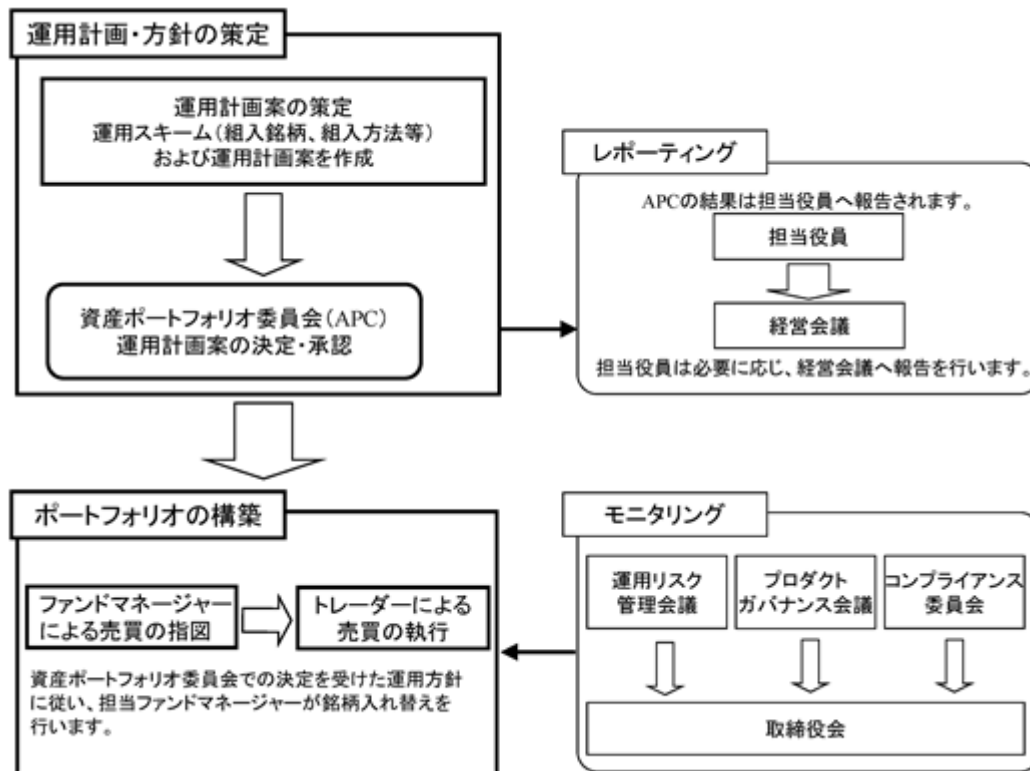 運用計画・方針の策定
運用計画案の策定
運用スキーム(組入銘柄、組入方法等)
および運用計画案を作成
資産ポートフォリオ委員会(APC)
運用計画案の決定・承認
レポーティング
APCの結果は担当役員へ報告されます。
担当役員
経営会議
担当役員は必要に応じ、経営会議へ報告を行います。
ポートフォリオの構築
ファンドマネージャー
による売買の指図
トレーダーによる
売買の執行
資産ポートフォリオ委員会での決定を受けた運用方針
に従い、担当ファンドマネージャーが銘柄入れ替えを
行います。
モニタリング
運用リスク
管理会議
プロダクト
ガバナンス会議
コンプライアンス
委員会
取締役会